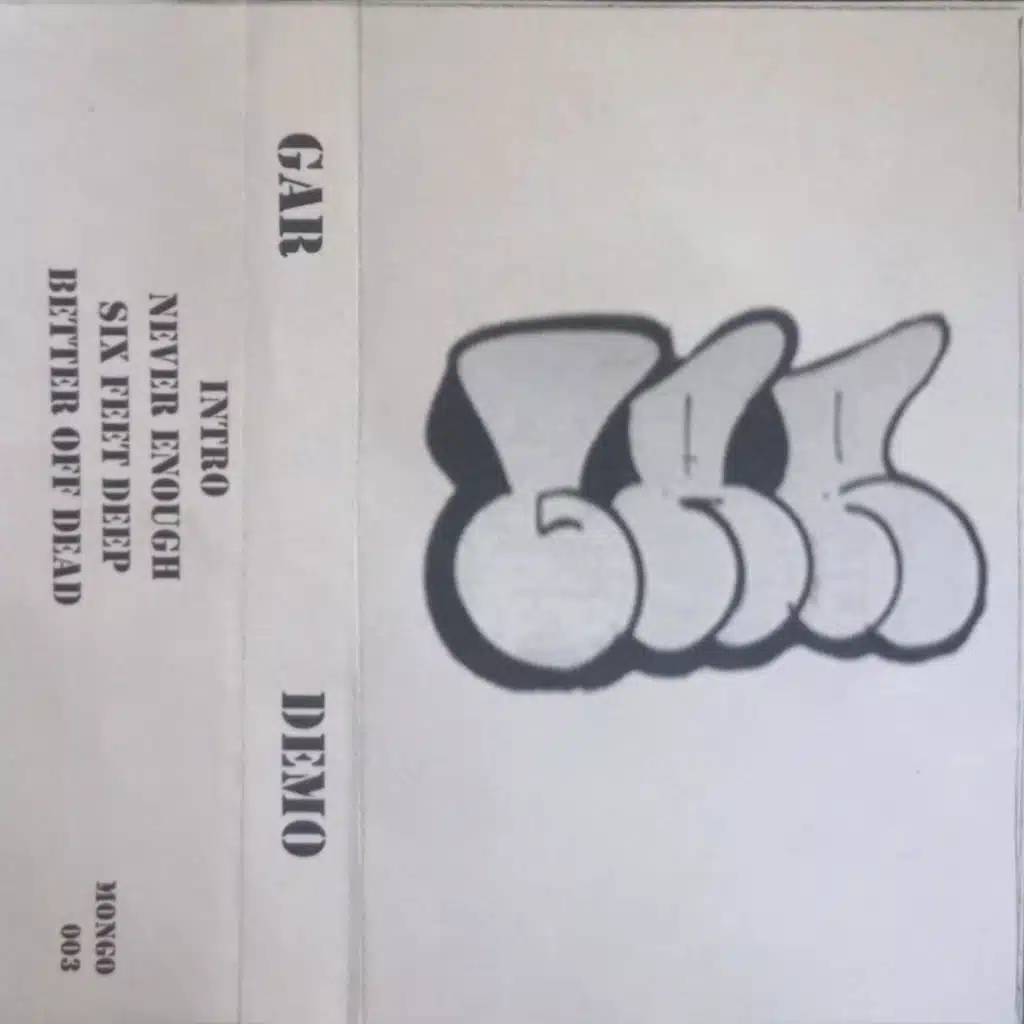 GAR DEMO
INTRO
NEVER ENOUGH
SIX FEET DEEP
BETTER OFF DEAD
MONGO
003